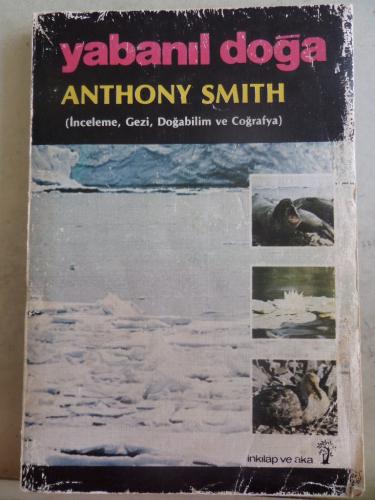 yabanıl doğa
ANTHONY SMITH
(İnceleme, Gezi, Doğabilim ve Coğrafya)
inkılap ve aka